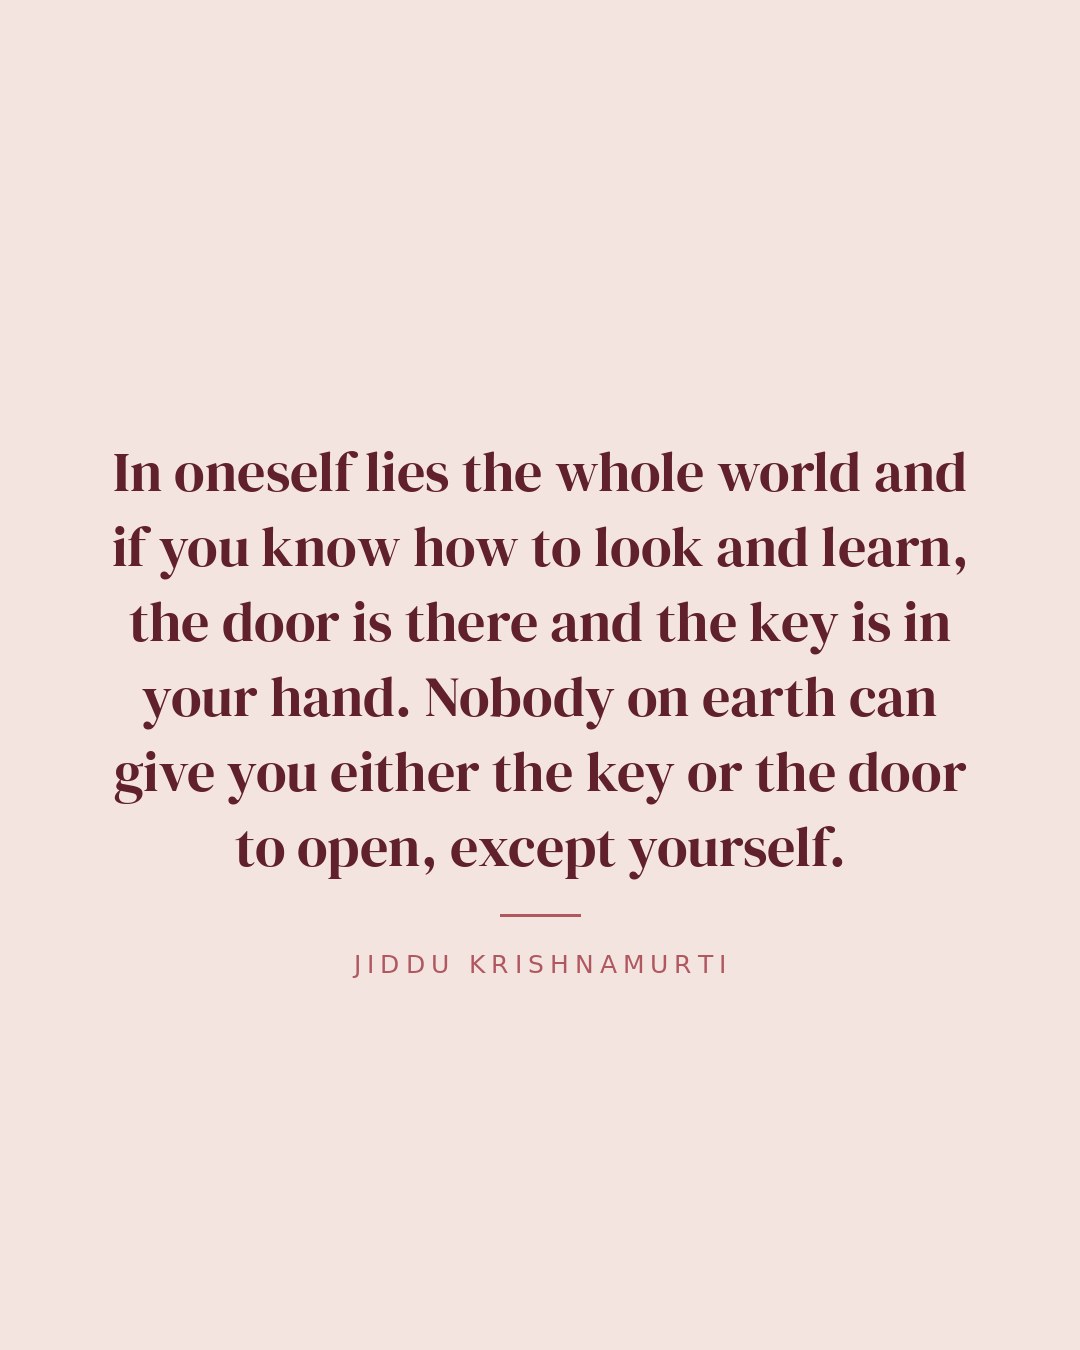 In oneself lies the whole world and
if you know how to look and learn,
the door is there and the key is in
your hand. Nobody on earth can
give you either the key or the door
to open, except yourself.
JIDDU KRISHNAMURTI